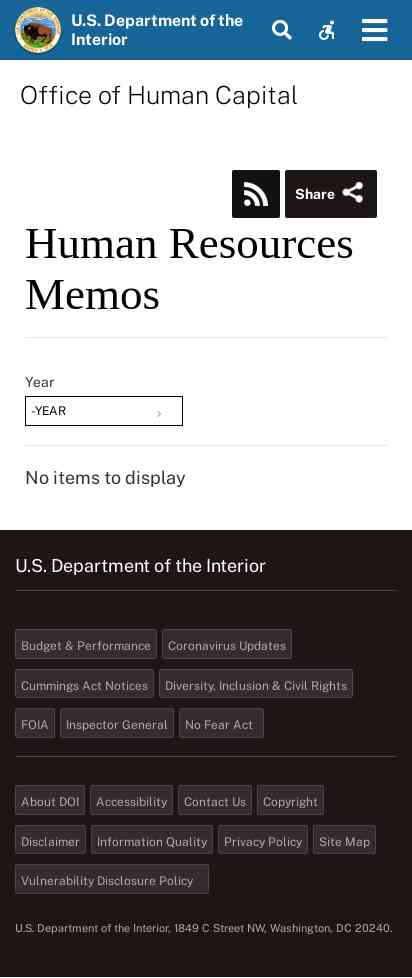 U.S. Department of the
Interior
Office of Human Capital
Share
Human Resources
Memos
Year
-YEAR
No items to display
U.S. Department of the Interior
Budget & Performance
Coronavirus Updates
Cummings Act Notices
Diversity, Inclusion & Civil Rights
FOIA
Inspector General
No Fear Act
About DOI
Accessibility
Contact Us
Copyright
Disclaimer
Information Quality
Privacy Policy
Site Map
Vulnerability Disclosure Policy
U.S. Department of the Interior, 1849 C Street NW, Washington, DC 20240.